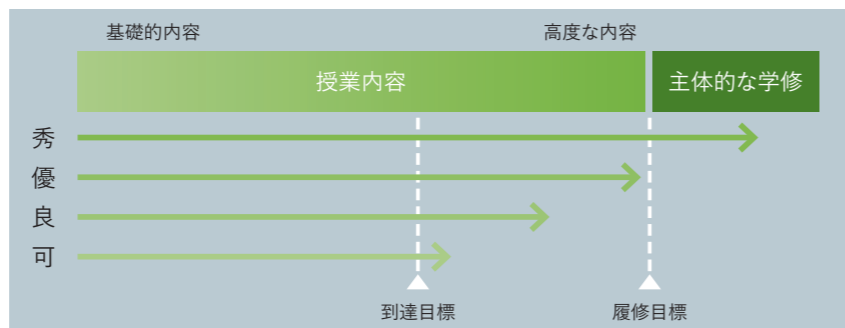 基礎的内容
高度な内容
授業内容
主体的な学修
秀
優
良
可
到達目標
履修目標